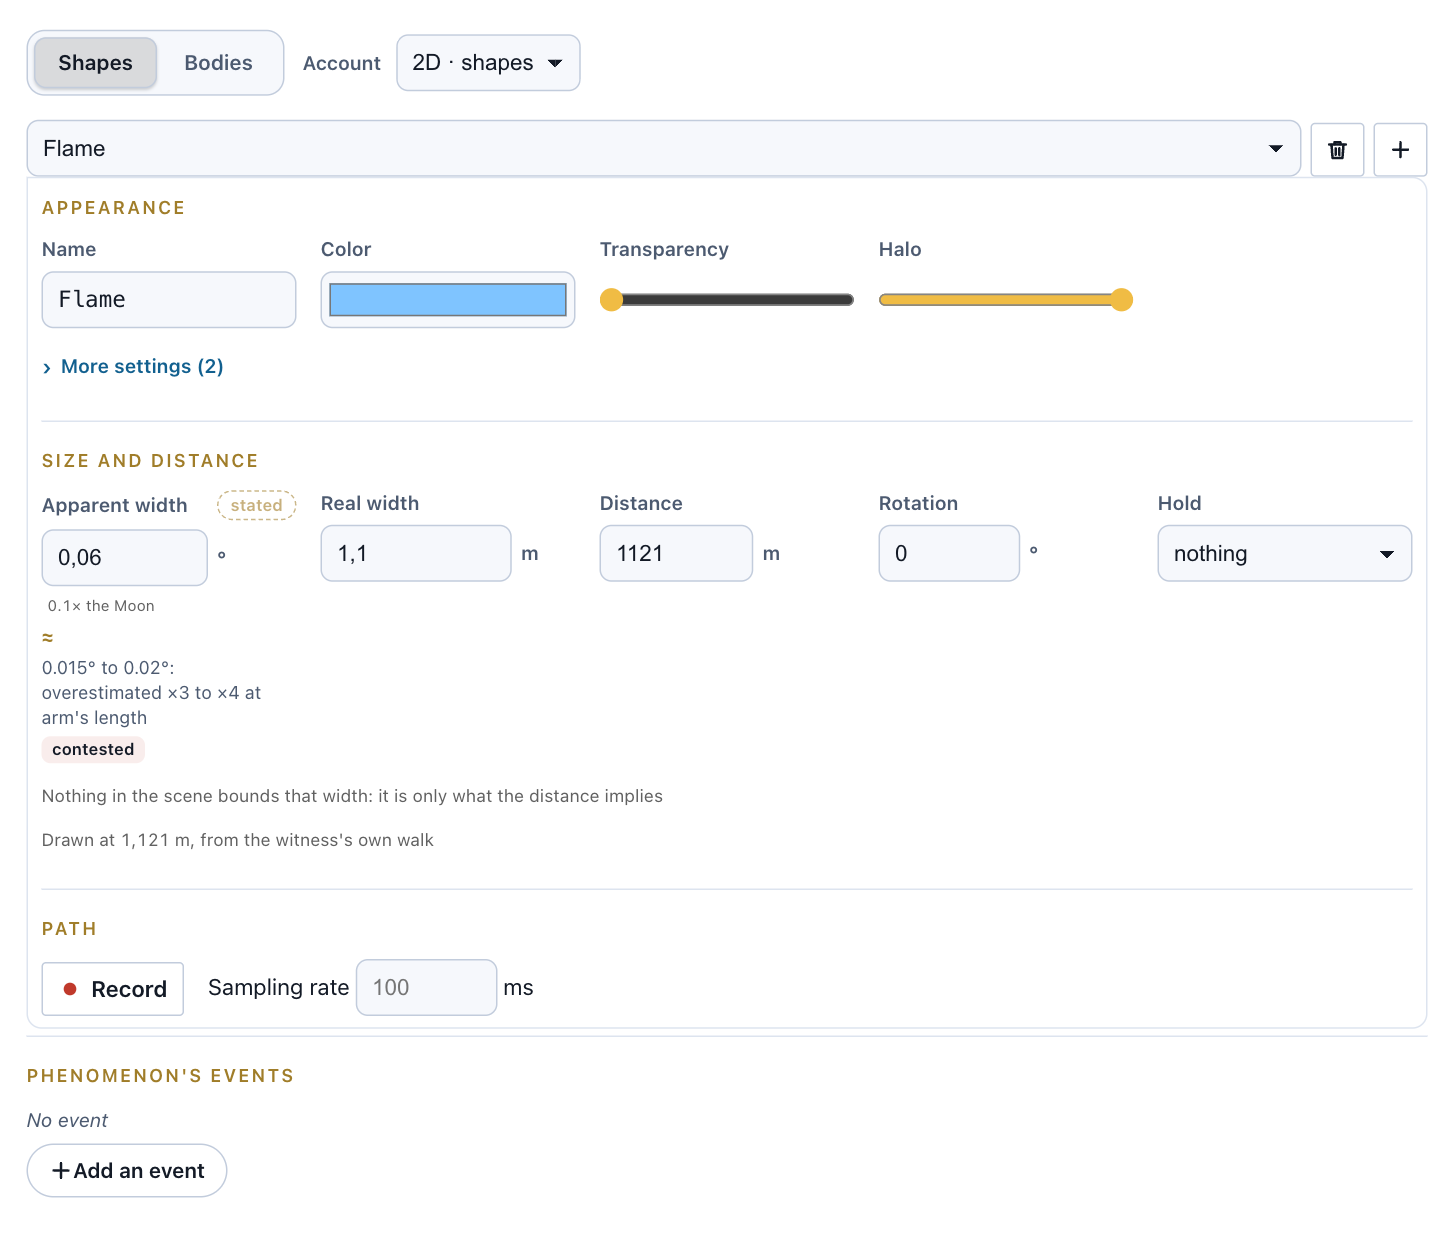 Shapes Bodies Account 2D · shapes
Flame
APPEARANCE
Name Color Transparency Halo
Flame
› More settings (2)
SIZE AND DISTANCE
Apparent width stated Real width Distance Rotation Hold
0,06 ° 1,1 m 1121 m 0 ° nothing
0.1× the Moon
≈
0.015° to 0.02°:
overestimated ×3 to ×4 at
arm's length
contested
Nothing in the scene bounds that width: it is only what the distance implies
Drawn at 1,121 m, from the witness's own walk
PATH
Record Sampling rate 100 ms
PHENOMENON'S EVENTS
No event
+Add an event